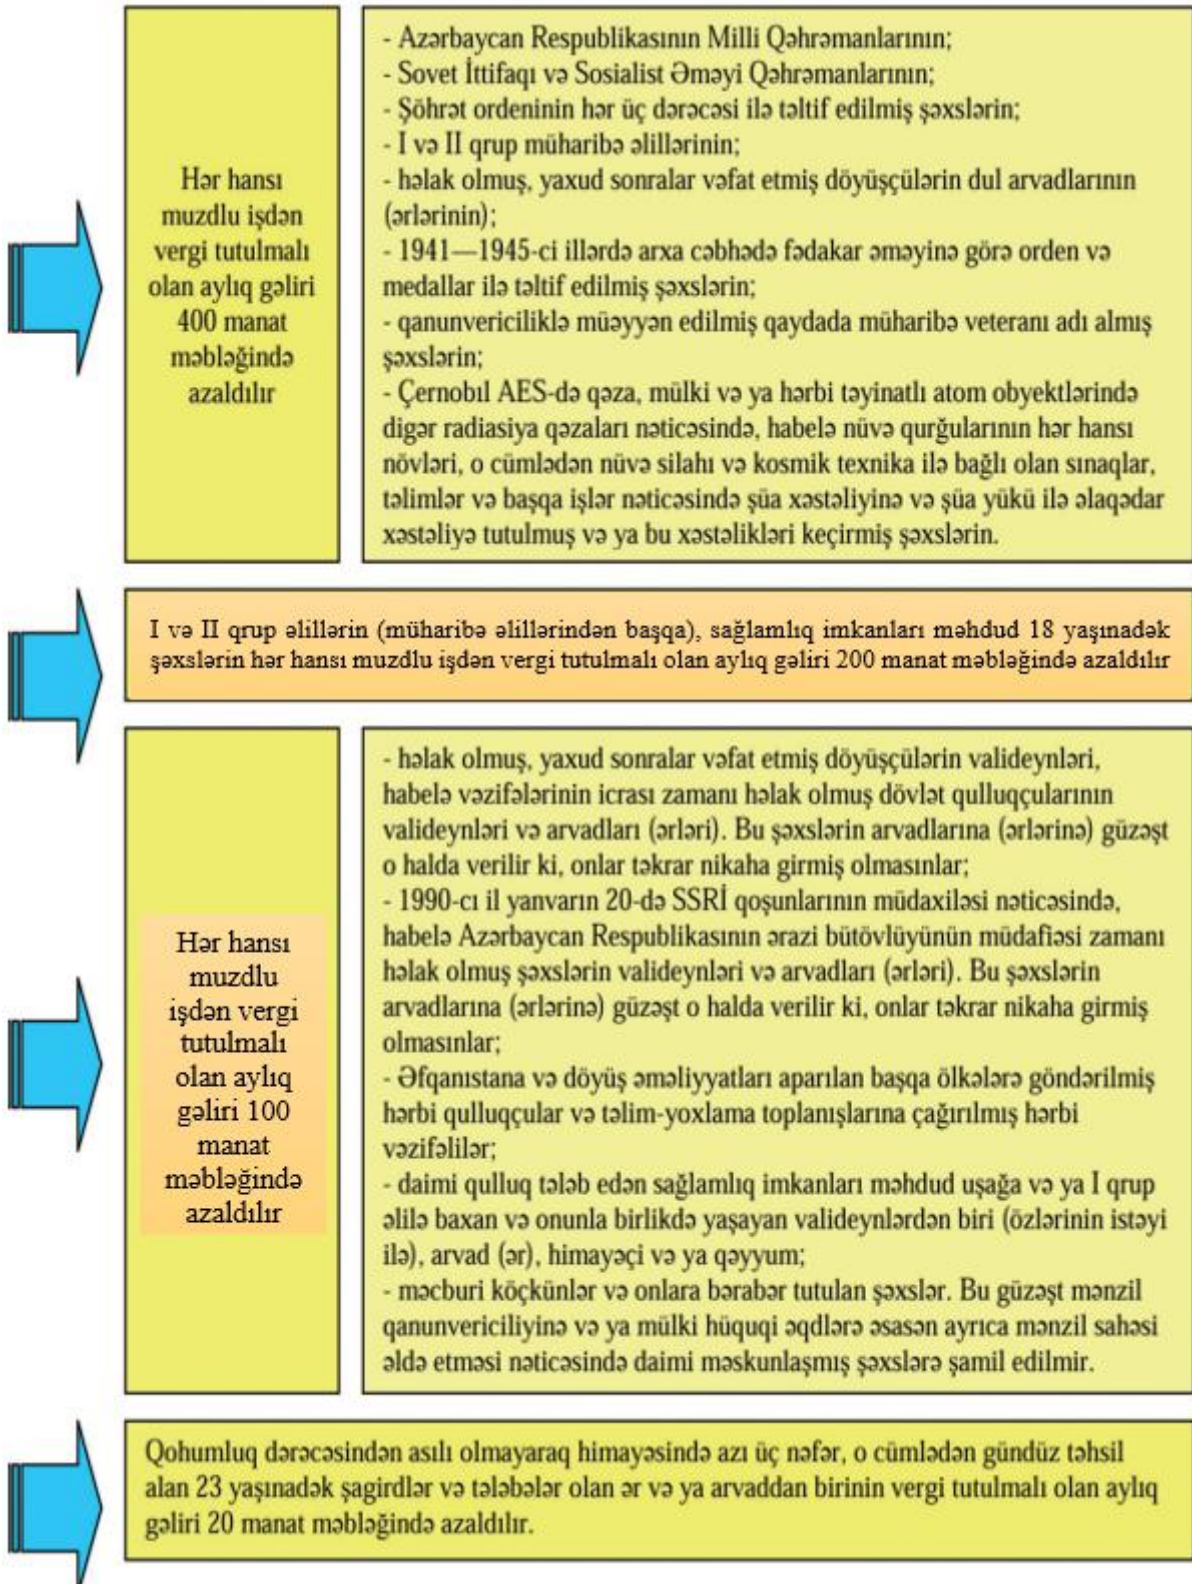 Hər hansı
muzdlu işdən
vergi tutulmalı
olan aylıq gəliri
400 manat
məbləğində
azaldılır
- Azərbaycan Respublikasının Milli Qəhrəmanlarının;
- Sovet İttifaqı və Sosialist Əməyi Qəhrəmanlarının;
- Şöhrət ordeninin hər üç dərəcəsi ilə təltif edilmiş şəxslərin;
- I və II qrup müharibə əlillərinin;
- həlak olmuş, yaxud sonralar vəfat etmiş döyüşçülərin dul arvadlarının
(ərlərinin);
- 1941—1945-ci illərdə arxa cəbhədə fədakar əməyinə görə orden və
medallar ilə təltif edilmiş şəxslərin;
- qanunvericiliklə müəyyən edilmiş qaydada müharibə veteranı adı almış
şəxslərin;
- Çernobıl AES-də qəza, mülki və ya hərbi təyinatlı atom obyektlərində
digər radiasiya qəzaları nəticəsində, habelə nüvə qurğularının hər hansı
növləri, o cümlədən nüvə silahı və kosmik texnika ilə bağlı olan sınaqlar,
təlimlər və başqa işlər nəticəsində şüa xəstəliyinə və şüa yükü ilə əlaqədar
xəstəliyə tutulmuş və ya bu xəstəlikləri keçirmiş şəxslərin.
I və II qrup əlillərin (müharibə əlillərindən başqa), sağlamlıq imkanları məhdud 18 yaşınadək
şəxslərin hər hansı muzdlu işdən vergi tutulmalı olan aylıq gəliri 200 manat məbləğində azaldılır
Hər hansı
muzdlu
işdən vergi
tutulmalı
olan aylıq
gəliri 100
manat
məbləğində
azaldılır
- həlak olmuş, yaxud sonralar vəfat etmiş döyüşçülərin valideynləri,
habelə vəzifələrinin icrası zamanı həlak olmuş dövlət qulluqçularının
valideynləri və arvadları (ərləri). Bu şəxslərin arvadlarına (ərlərinə) güzəşt
o halda verilir ki, onlar təkrar nikaha girmiş olmasınlar;
- 1990-cı il yanvarın 20-də SSRİ qoşunlarının müdaxiləsi nəticəsində,
habelə Azərbaycan Respublikasının ərazi bütövlüyünün müdafiəsi zamanı
həlak olmuş şəxslərin valideynləri və arvadları (ərləri). Bu şəxslərin
arvadlarına (ərlərinə) güzəşt o halda verilir ki, onlar təkrar nikaha girmiş
olmasınlar;
- Əfqanıstana və döyüş əməliyyatları aparılan başqa ölkələrə göndərilmiş
hərbi qulluqçular və təlim-yoxlama toplanışlarına çağırılmış hərbi
vəzifəlilər;
- daimi qulluq tələb edən sağlamlıq imkanları məhdud uşağa və ya I qrup
əlilə baxan və onunla birlikdə yaşayan valideynlərdən biri (özlərinin istəyi
ilə), arvad (ər), himayəçi və ya qəyyum;
- məcburi köçkünlər və onlara bərabər tutulan şəxslər. Bu güzəşt mənzil
qanunvericiliyinə və ya mülki hüquqi əqdlərə əsasən ayrıca mənzil sahəsi
əldə etməsi nəticəsində daimi məskunlaşmış şəxslərə şamil edilmir.
Qohumluq dərəcəsindən asılı olmayaraq himayəsində azı üç nəfər, o cümlədən gündüz təhsil
alan 23 yaşınadək şagirdlər və tələbələr olan ər və ya arvaddan birinin vergi tutulmalı olan aylıq
gəliri 20 manat məbləğində azaldılır.